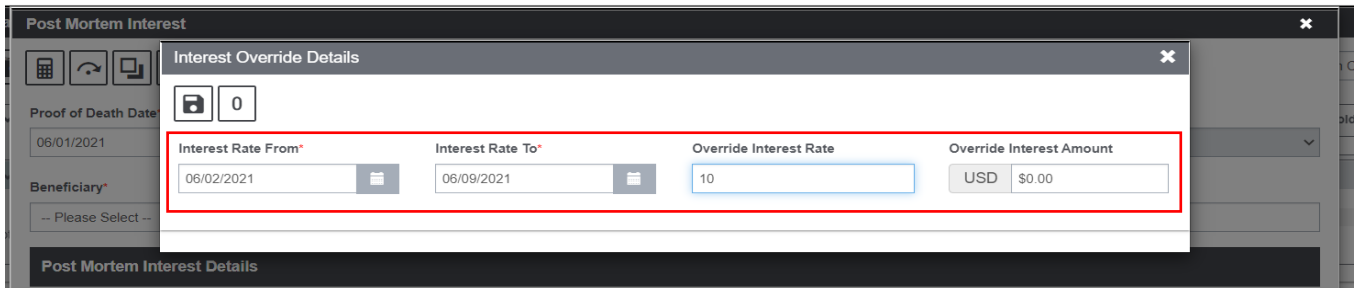 Post Mortem Interest
Interest Override Details
0
Proof of Death Date*
06/01/2021
Interest Rate From* Interest Rate To* Override Interest Rate Override Interest Amount
06/02/2021 06/09/2021 10 USD $0.00
Beneficiary*
-- Please Select --
Post Mortem Interest Details